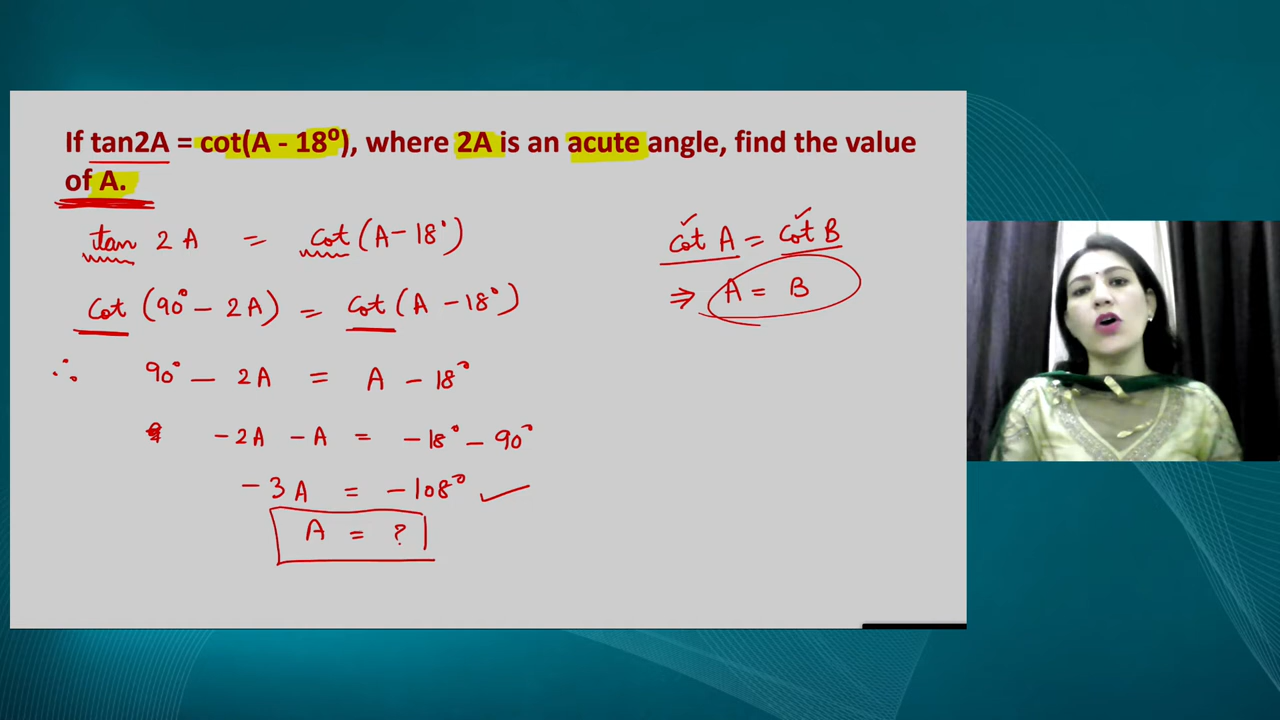 If tan2A = cot(A - 18⁰), where 2A is an acute angle, find the value
of A.
tan 2A = cot (A - 18°)
cot (90° - 2A) = cot (A - 18°)
∴ 90° - 2A = A - 18°
-2A - A = -18° - 90°
-3A = -108° ✓
A = ?
cot A = cot B
⇒ A = B